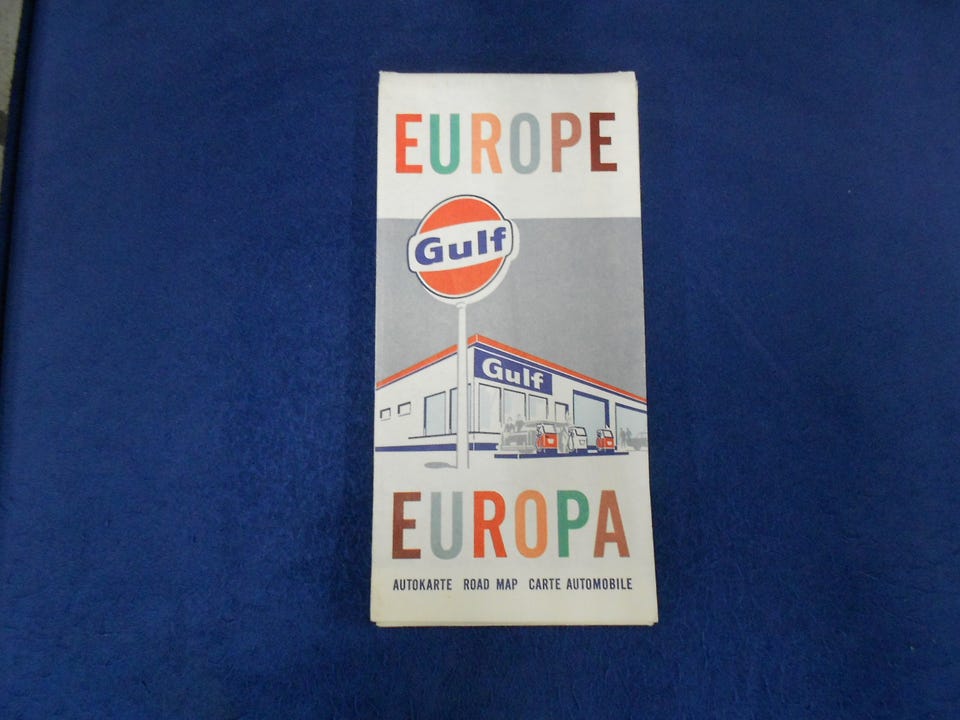 EUROPE
Gulf
Gulf
EUROPA
AUTOKARTE ROAD MAP CARTE AUTOMOBILE